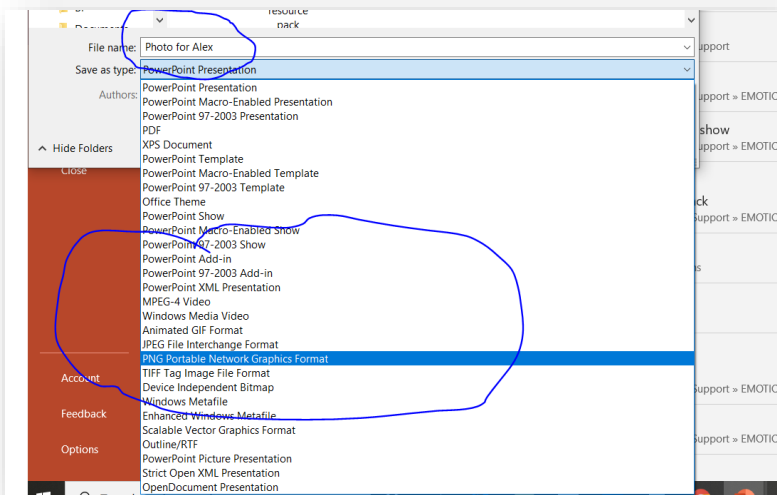 resource
Documents
pack
File name: Photo for Alex
Save as type: PowerPoint Presentation
Authors:
PowerPoint Presentation
PowerPoint Macro-Enabled Presentation
PowerPoint 97-2003 Presentation
PDF
XPS Document
PowerPoint Template
PowerPoint Macro-Enabled Template
PowerPoint 97-2003 Template
Office Theme
PowerPoint Show
PowerPoint Macro-Enabled Show
PowerPoint 97-2003 Show
PowerPoint Add-in
PowerPoint 97-2003 Add-in
PowerPoint XML Presentation
MPEG-4 Video
Windows Media Video
Animated GIF Format
JPEG File Interchange Format
PNG Portable Network Graphics Format
TIFF Tag Image File Format
Device Independent Bitmap
Windows Metafile
Enhanced Windows Metafile
Scalable Vector Graphics Format
Outline/RTF
PowerPoint Picture Presentation
Strict Open XML Presentation
OpenDocument Presentation
Hide Folders
Close
Account
Feedback
Options
upport
upport » EMOTIC
show
upport » EMOTIC
ck
Support » EMOTIC
ns
Support » EMOTIC
Support » EMOTIC